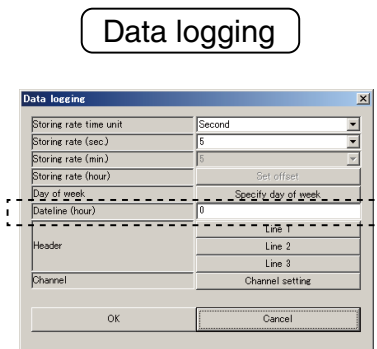 Data logging
Data logging
Storing rate time unit Second
Storing rate (sec.) 5
Storing rate (min.) 5
Storing rate (hour) Set offset
Day of week Specify day of week
Dateline (hour) 0
Header Line 1
Line 2
Line 3
Channel Channel setting
OK Cancel